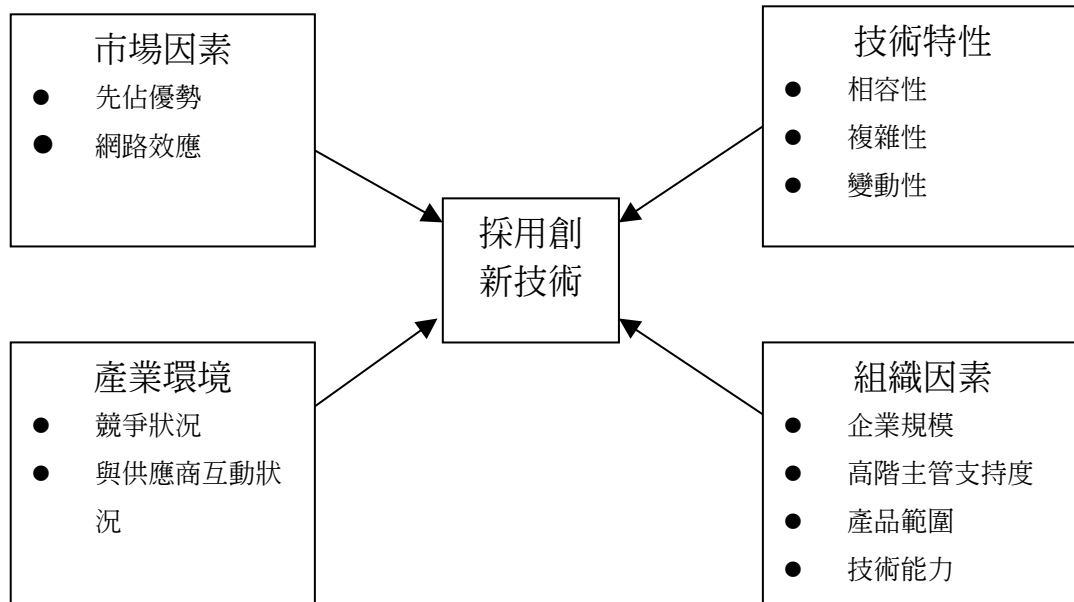 市場因素
● 先佔優勢
● 網路效應
技術特性
● 相容性
● 複雜性
● 變動性
採用創
新技術
產業環境
● 競爭狀況
● 與供應商互動狀
況
組織因素
● 企業規模
● 高階主管支持度
● 產品範圍
● 技術能力